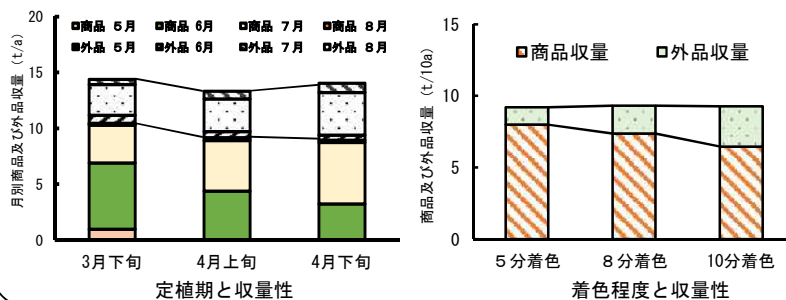 月別商品及び外品収量 (t/a)
20
15
10
5
0
商品 5月 商品 6月 商品 7月 商品 8月
外品 5月 外品 6月 外品 7月 外品 8月
3月下旬 4月上旬 4月下旬
定植期と収量性
商品及び外品収量 (t/10a)
15
10
5
0
商品収量 外品収量
5分着色 8分着色 10分着色
着色程度と収量性